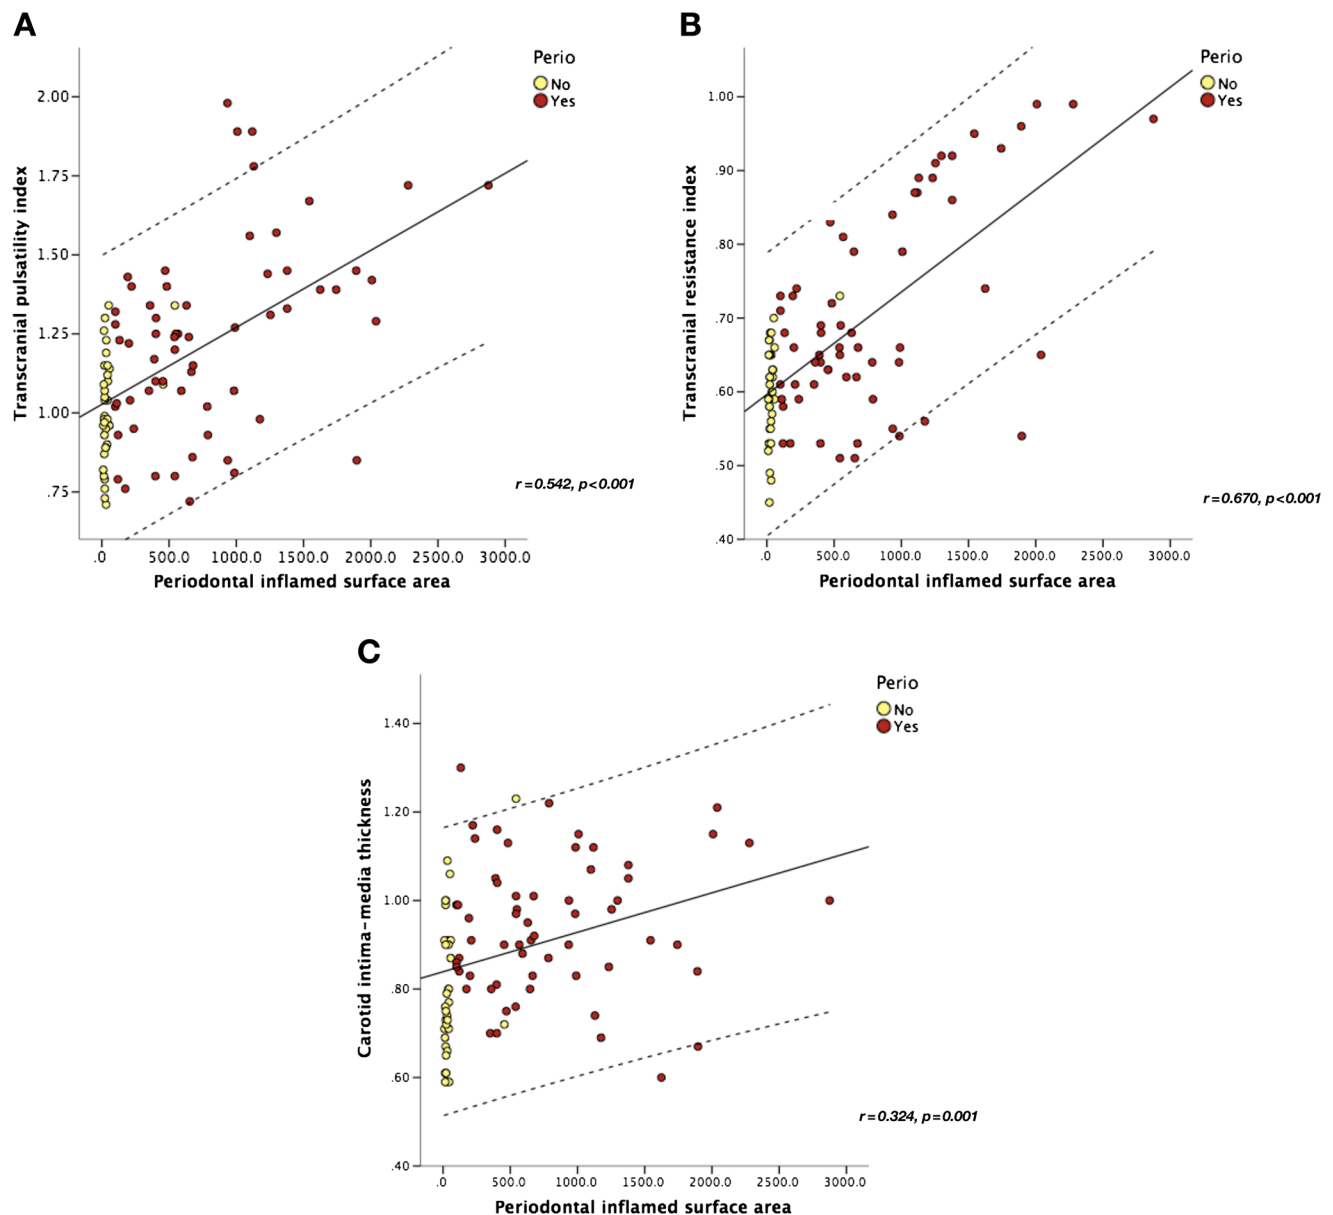 A
Transcranial pulsatility index
2.00
1.75
1.50
1.25
1.00
.75
.0 500.0 1000.0 1500.0 2000.0 2500.0 3000.0
Periodontal inflamed surface area
Perio
No
Yes
r=0.542, p<0.001
B
Transcranial resistance index
1.00
.90
.80
.70
.60
.50
.40
.0 500.0 1000.0 1500.0 2000.0 2500.0 3000.0
Periodontal inflamed surface area
Perio
No
Yes
r=0.670, p<0.001
C
Carotid intima-media thickness
1.40
1.20
1.00
.80
.60
.40
.0 500.0 1000.0 1500.0 2000.0 2500.0 3000.0
Periodontal inflamed surface area
Perio
No
Yes
r=0.324, p=0.001